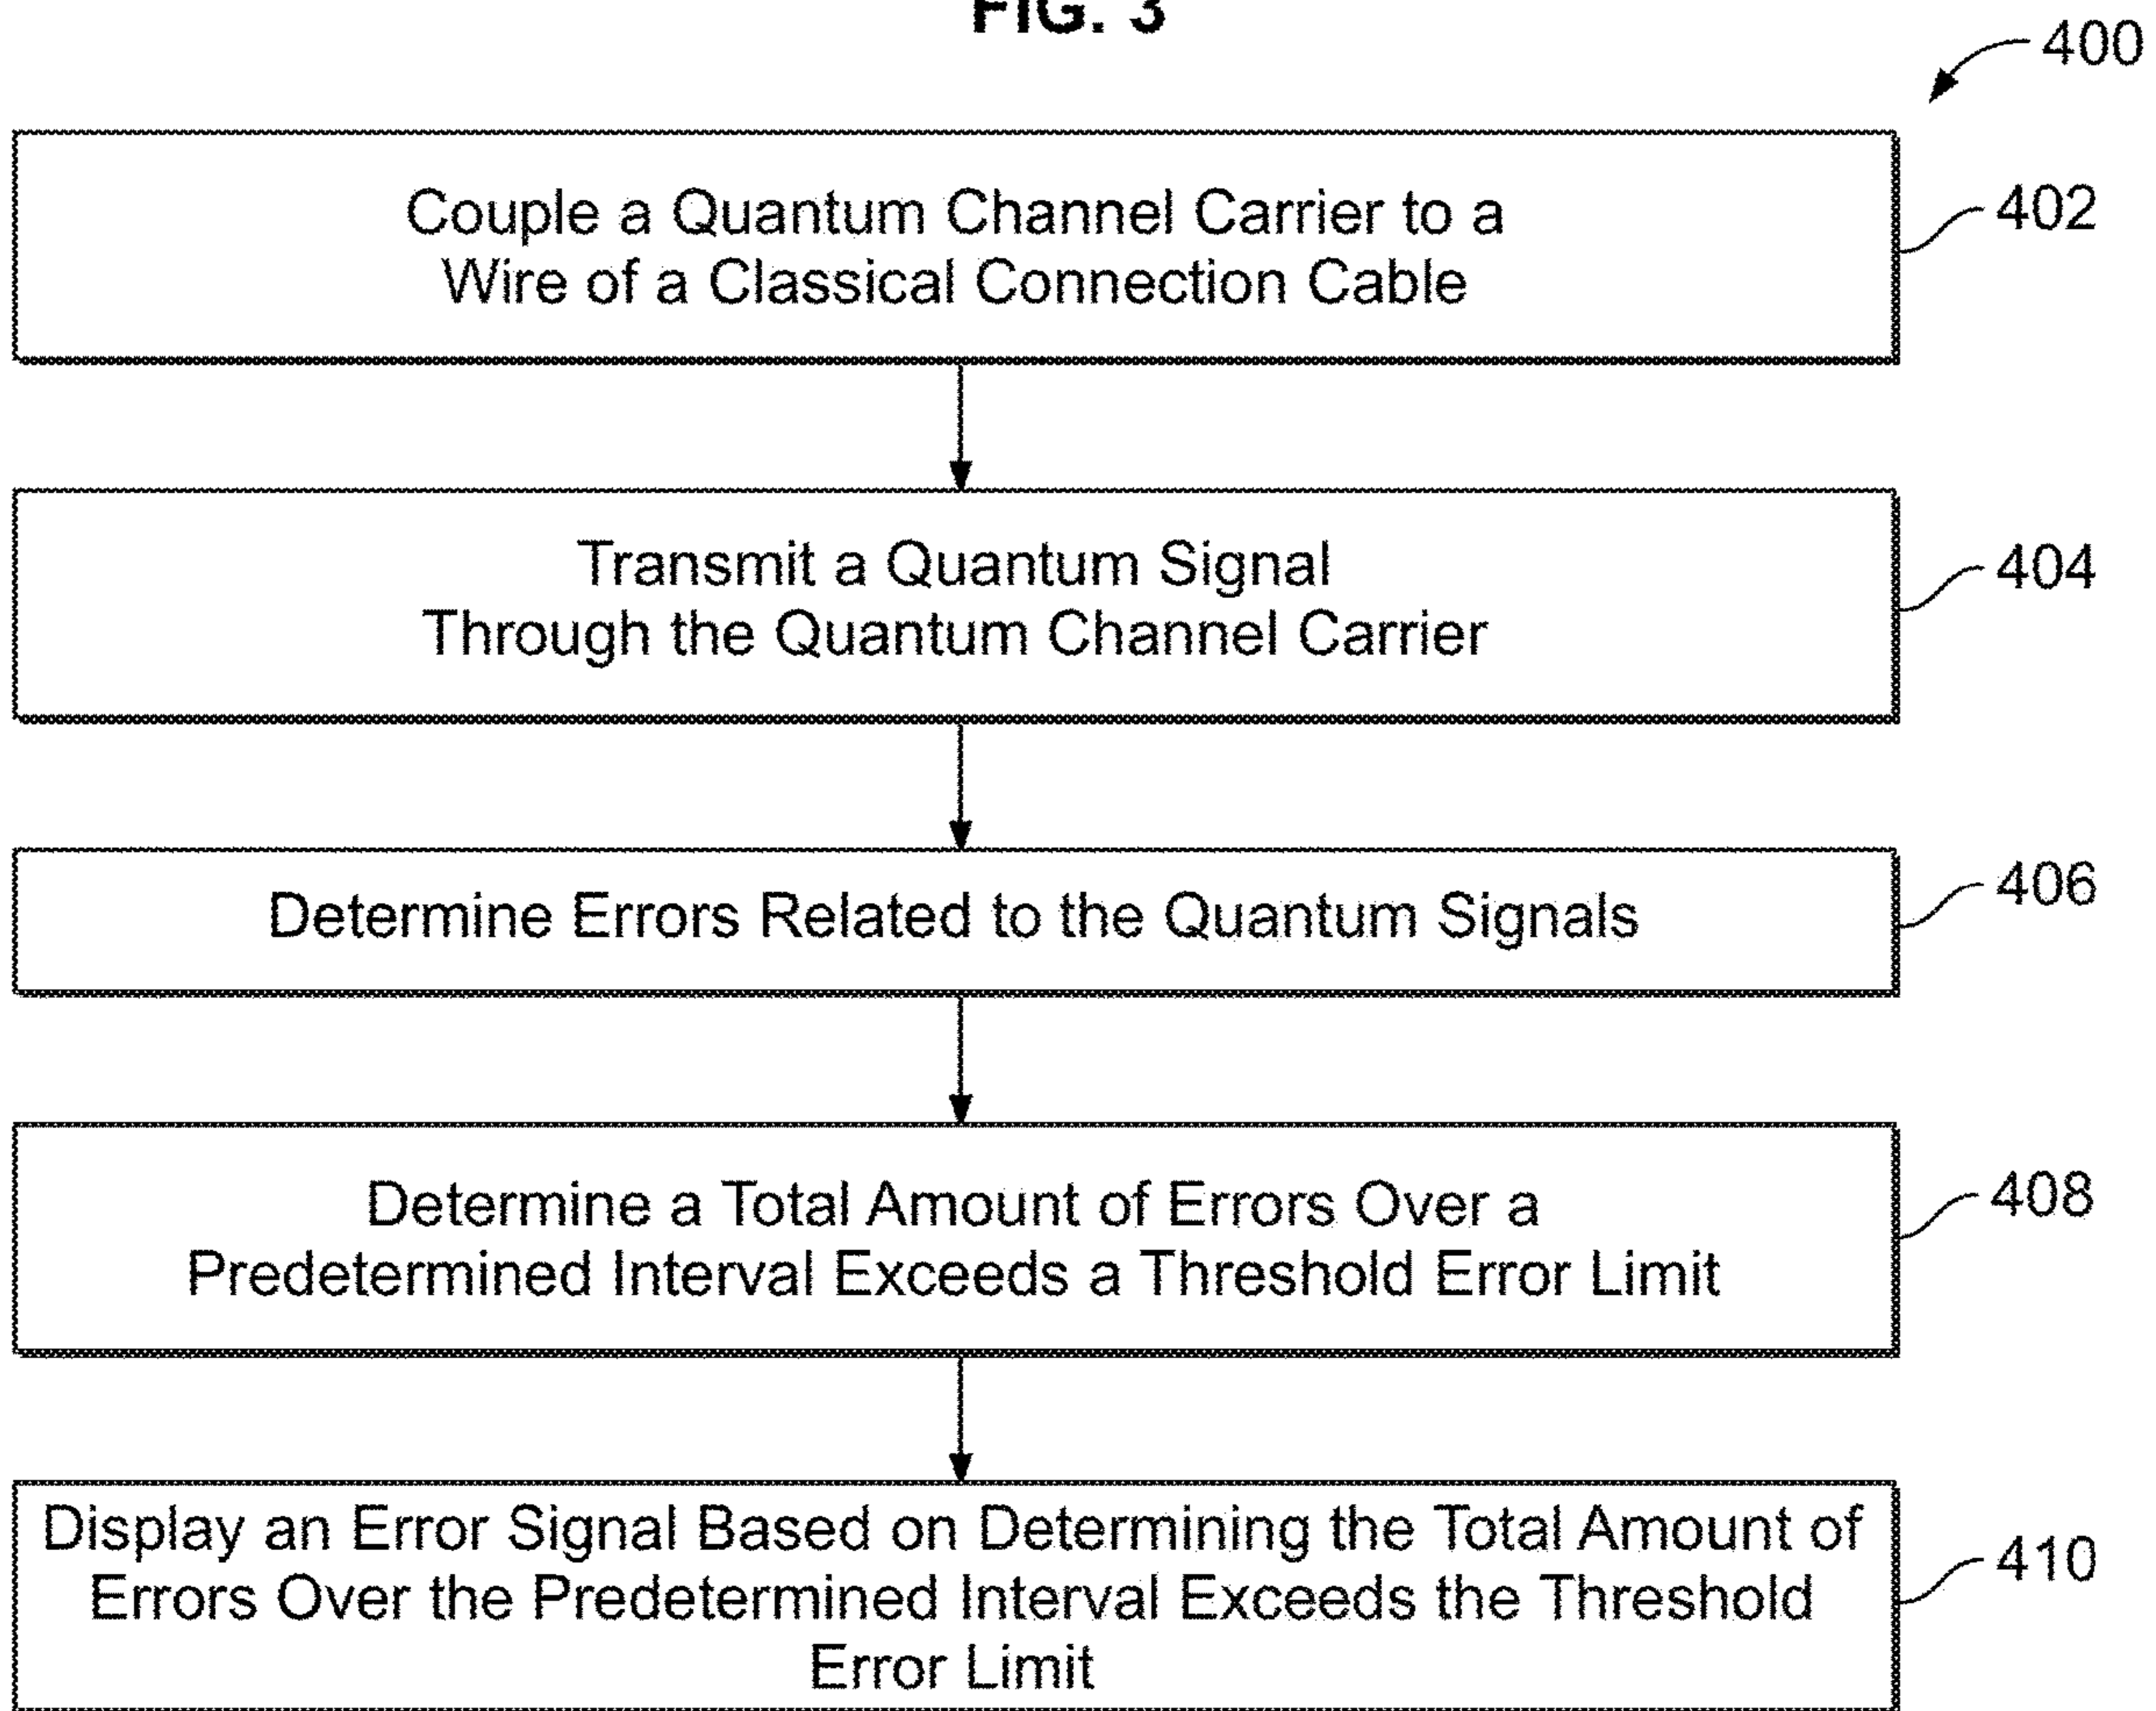 FIG. 3
400
Couple a Quantum Channel Carrier to a
Wire of a Classical Connection Cable
402
Transmit a Quantum Signal
Through the Quantum Channel Carrier
404
Determine Errors Related to the Quantum Signals
406
Determine a Total Amount of Errors Over a
Predetermined Interval Exceeds a Threshold Error Limit
408
Display an Error Signal Based on Determining the Total Amount of
Errors Over the Predetermined Interval Exceeds the Threshold
Error Limit
410